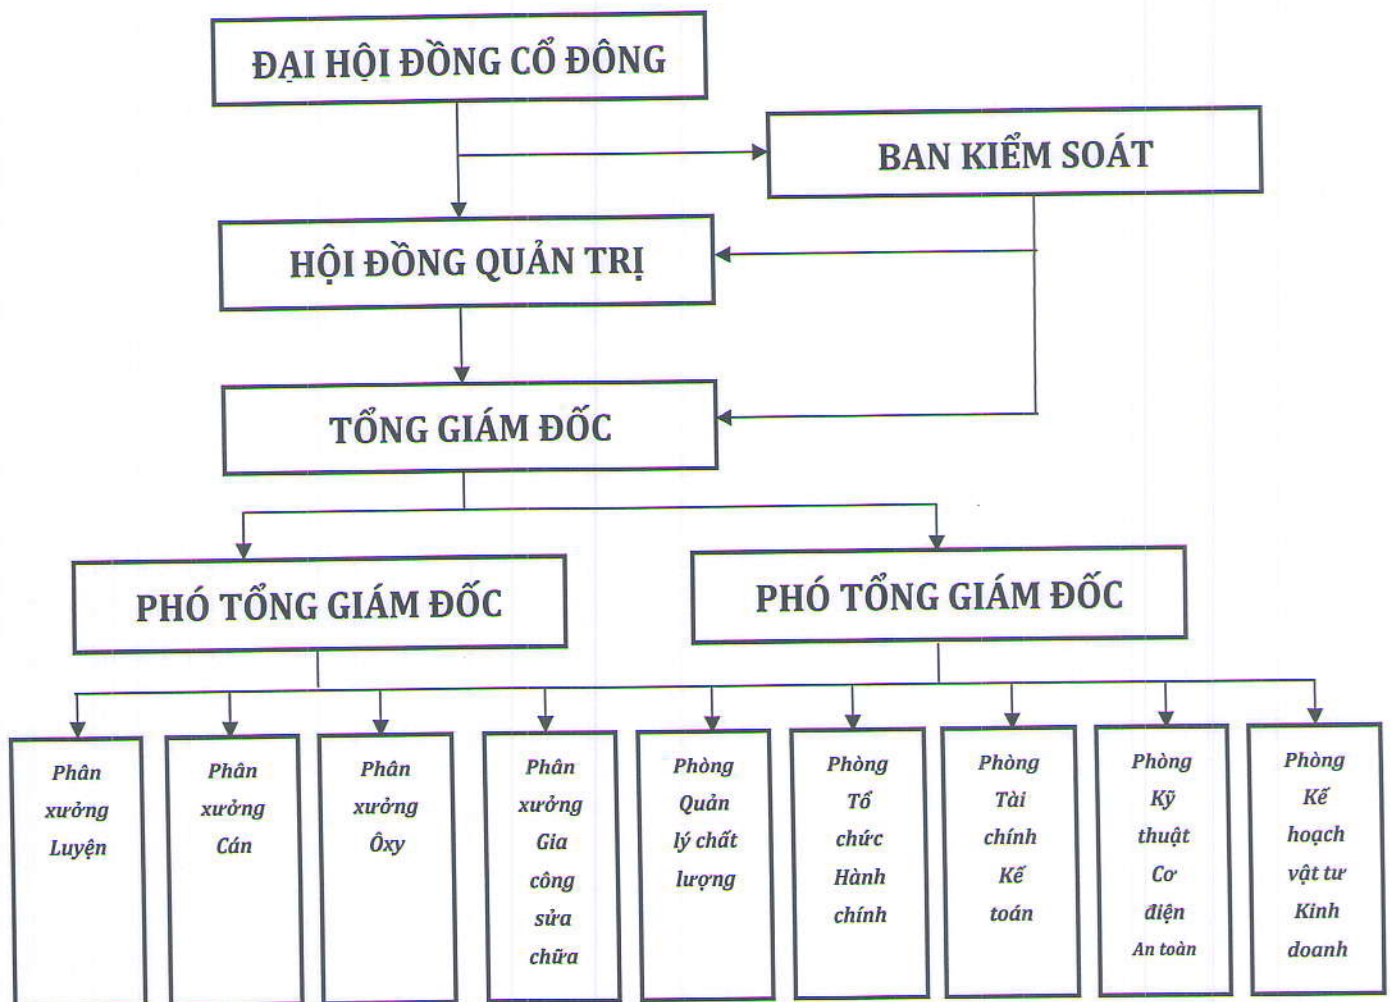 ĐẠI HỘI ĐỒNG CỔ ĐÔNG
BAN KIỂM SOÁT
HỘI ĐỒNG QUẢN TRỊ
TỔNG GIÁM ĐỐC
PHÓ TỔNG GIÁM ĐỐC
PHÓ TỔNG GIÁM ĐỐC
Phân
xưởng
Luyện
Phân
xưởng
Cán
Phân
xưởng
Ôxy
Phân
xưởng
Gia
công
sửa
chữa
Phòng
Quản
lý chất
lượng
Phòng
Tổ
chức
Hành
chính
Phòng
Tài
chính
Kế
toán
Phòng
Kỹ
thuật
Cơ
điện
An toàn
Phòng
Kế
hoạch
vật tư
Kinh
doanh